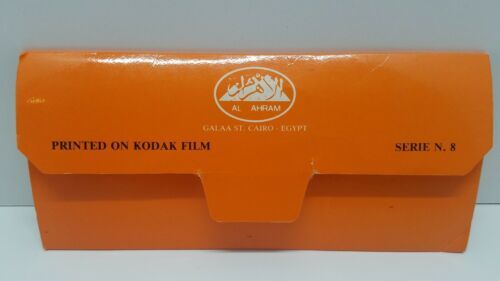 الأهرام
AL AHRAM
GALAA ST. CAIRO - EGYPT
PRINTED ON KODAK FILM
SERIE N. 8